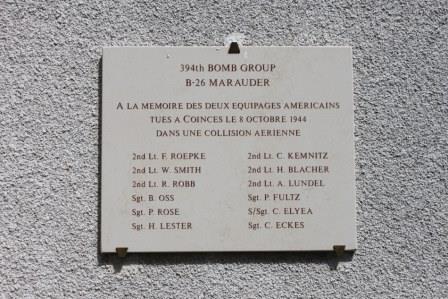 394th BOMB GROUP
B-26 MARAUDER
A LA MEMOIRE DES DEUX EQUIPAGES AMERICAINS
TUES A COINCES LE 8 OCTOBRE 1944
DANS UNE COLLISION AERIENNE
2nd Lt. F. ROEPKE
2nd Lt. W. SMITH
2nd Lt. R. ROBB
Sgt. B. OSS
Sgt. P. ROSE
Sgt. H. LESTER
2nd Lt. C. KEMNITZ
2nd Lt. H. BLACHER
2nd Lt. A. LUNDEL
Sgt. P. FULTZ
S/Sgt. C. ELYEA
Sgt. C. ECKES